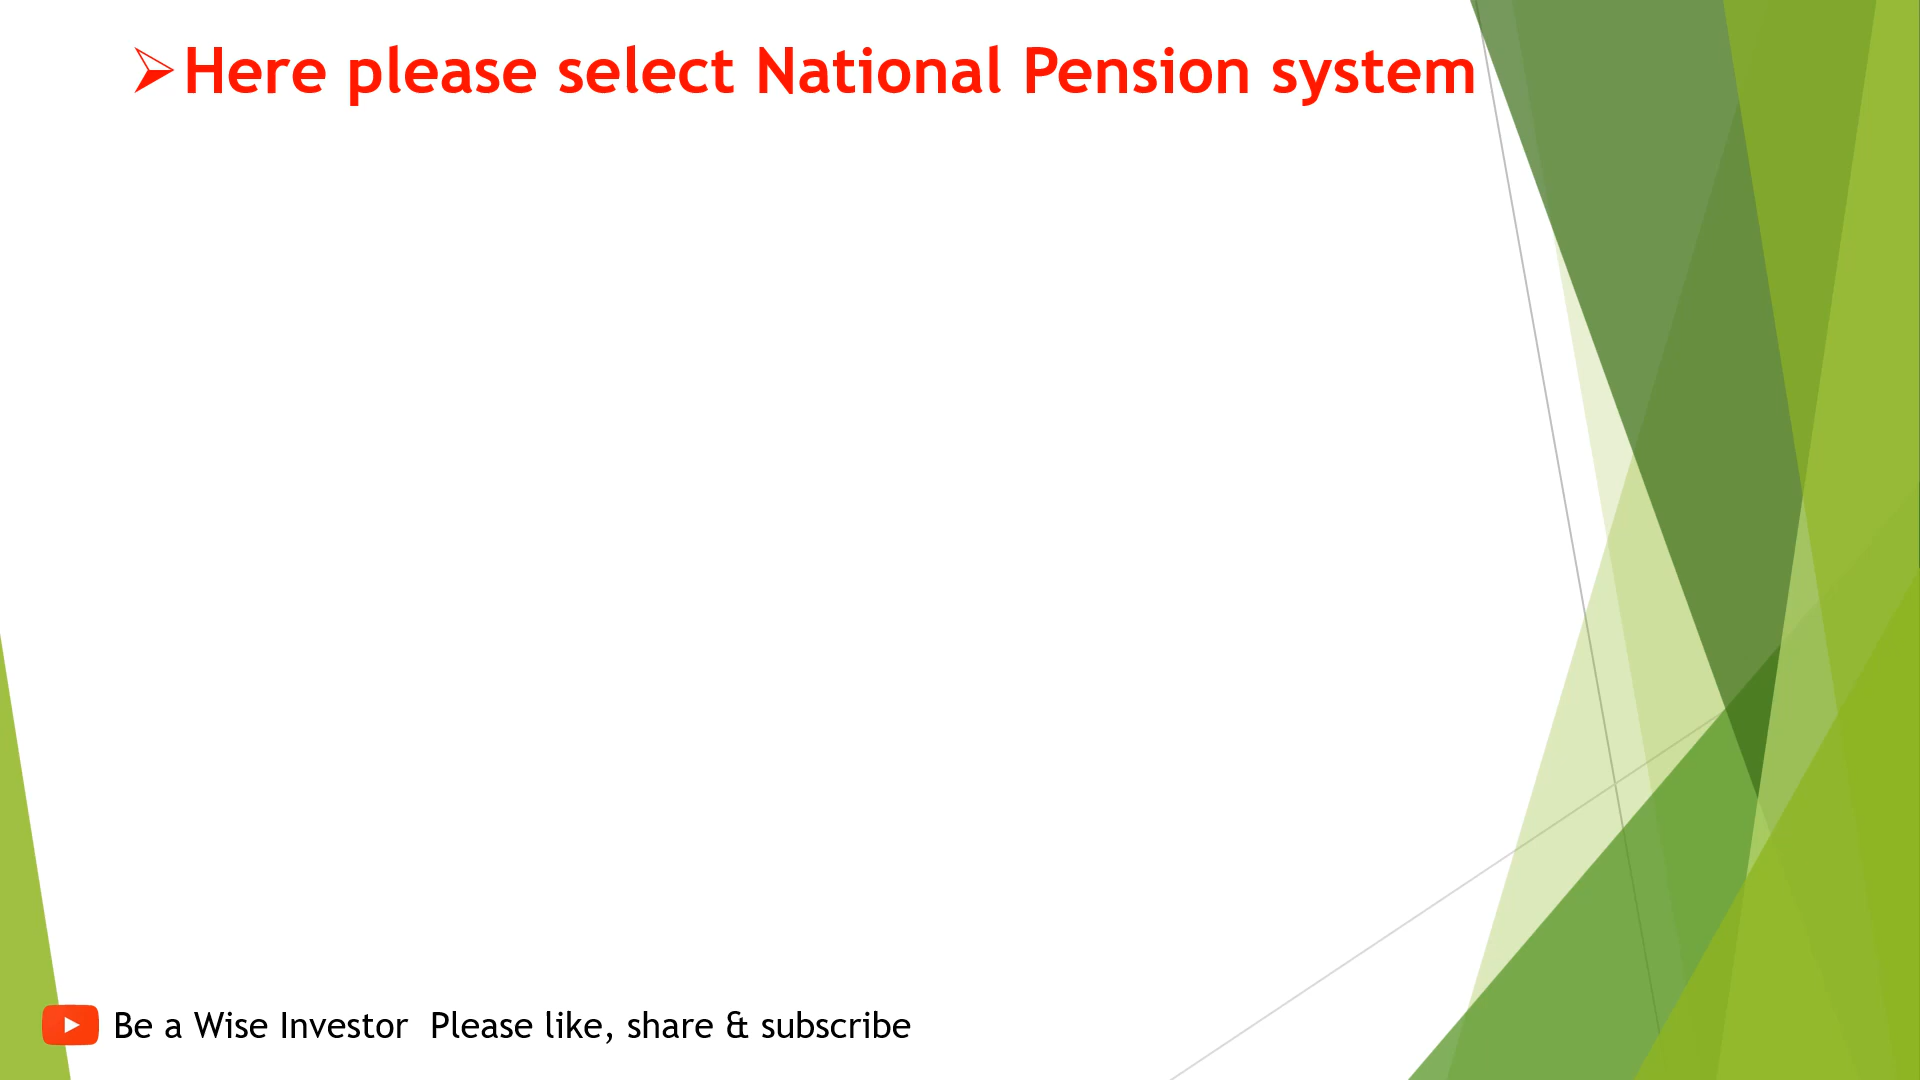 Here please select National Pension system
Be a Wise Investor  Please like, share & subscribe